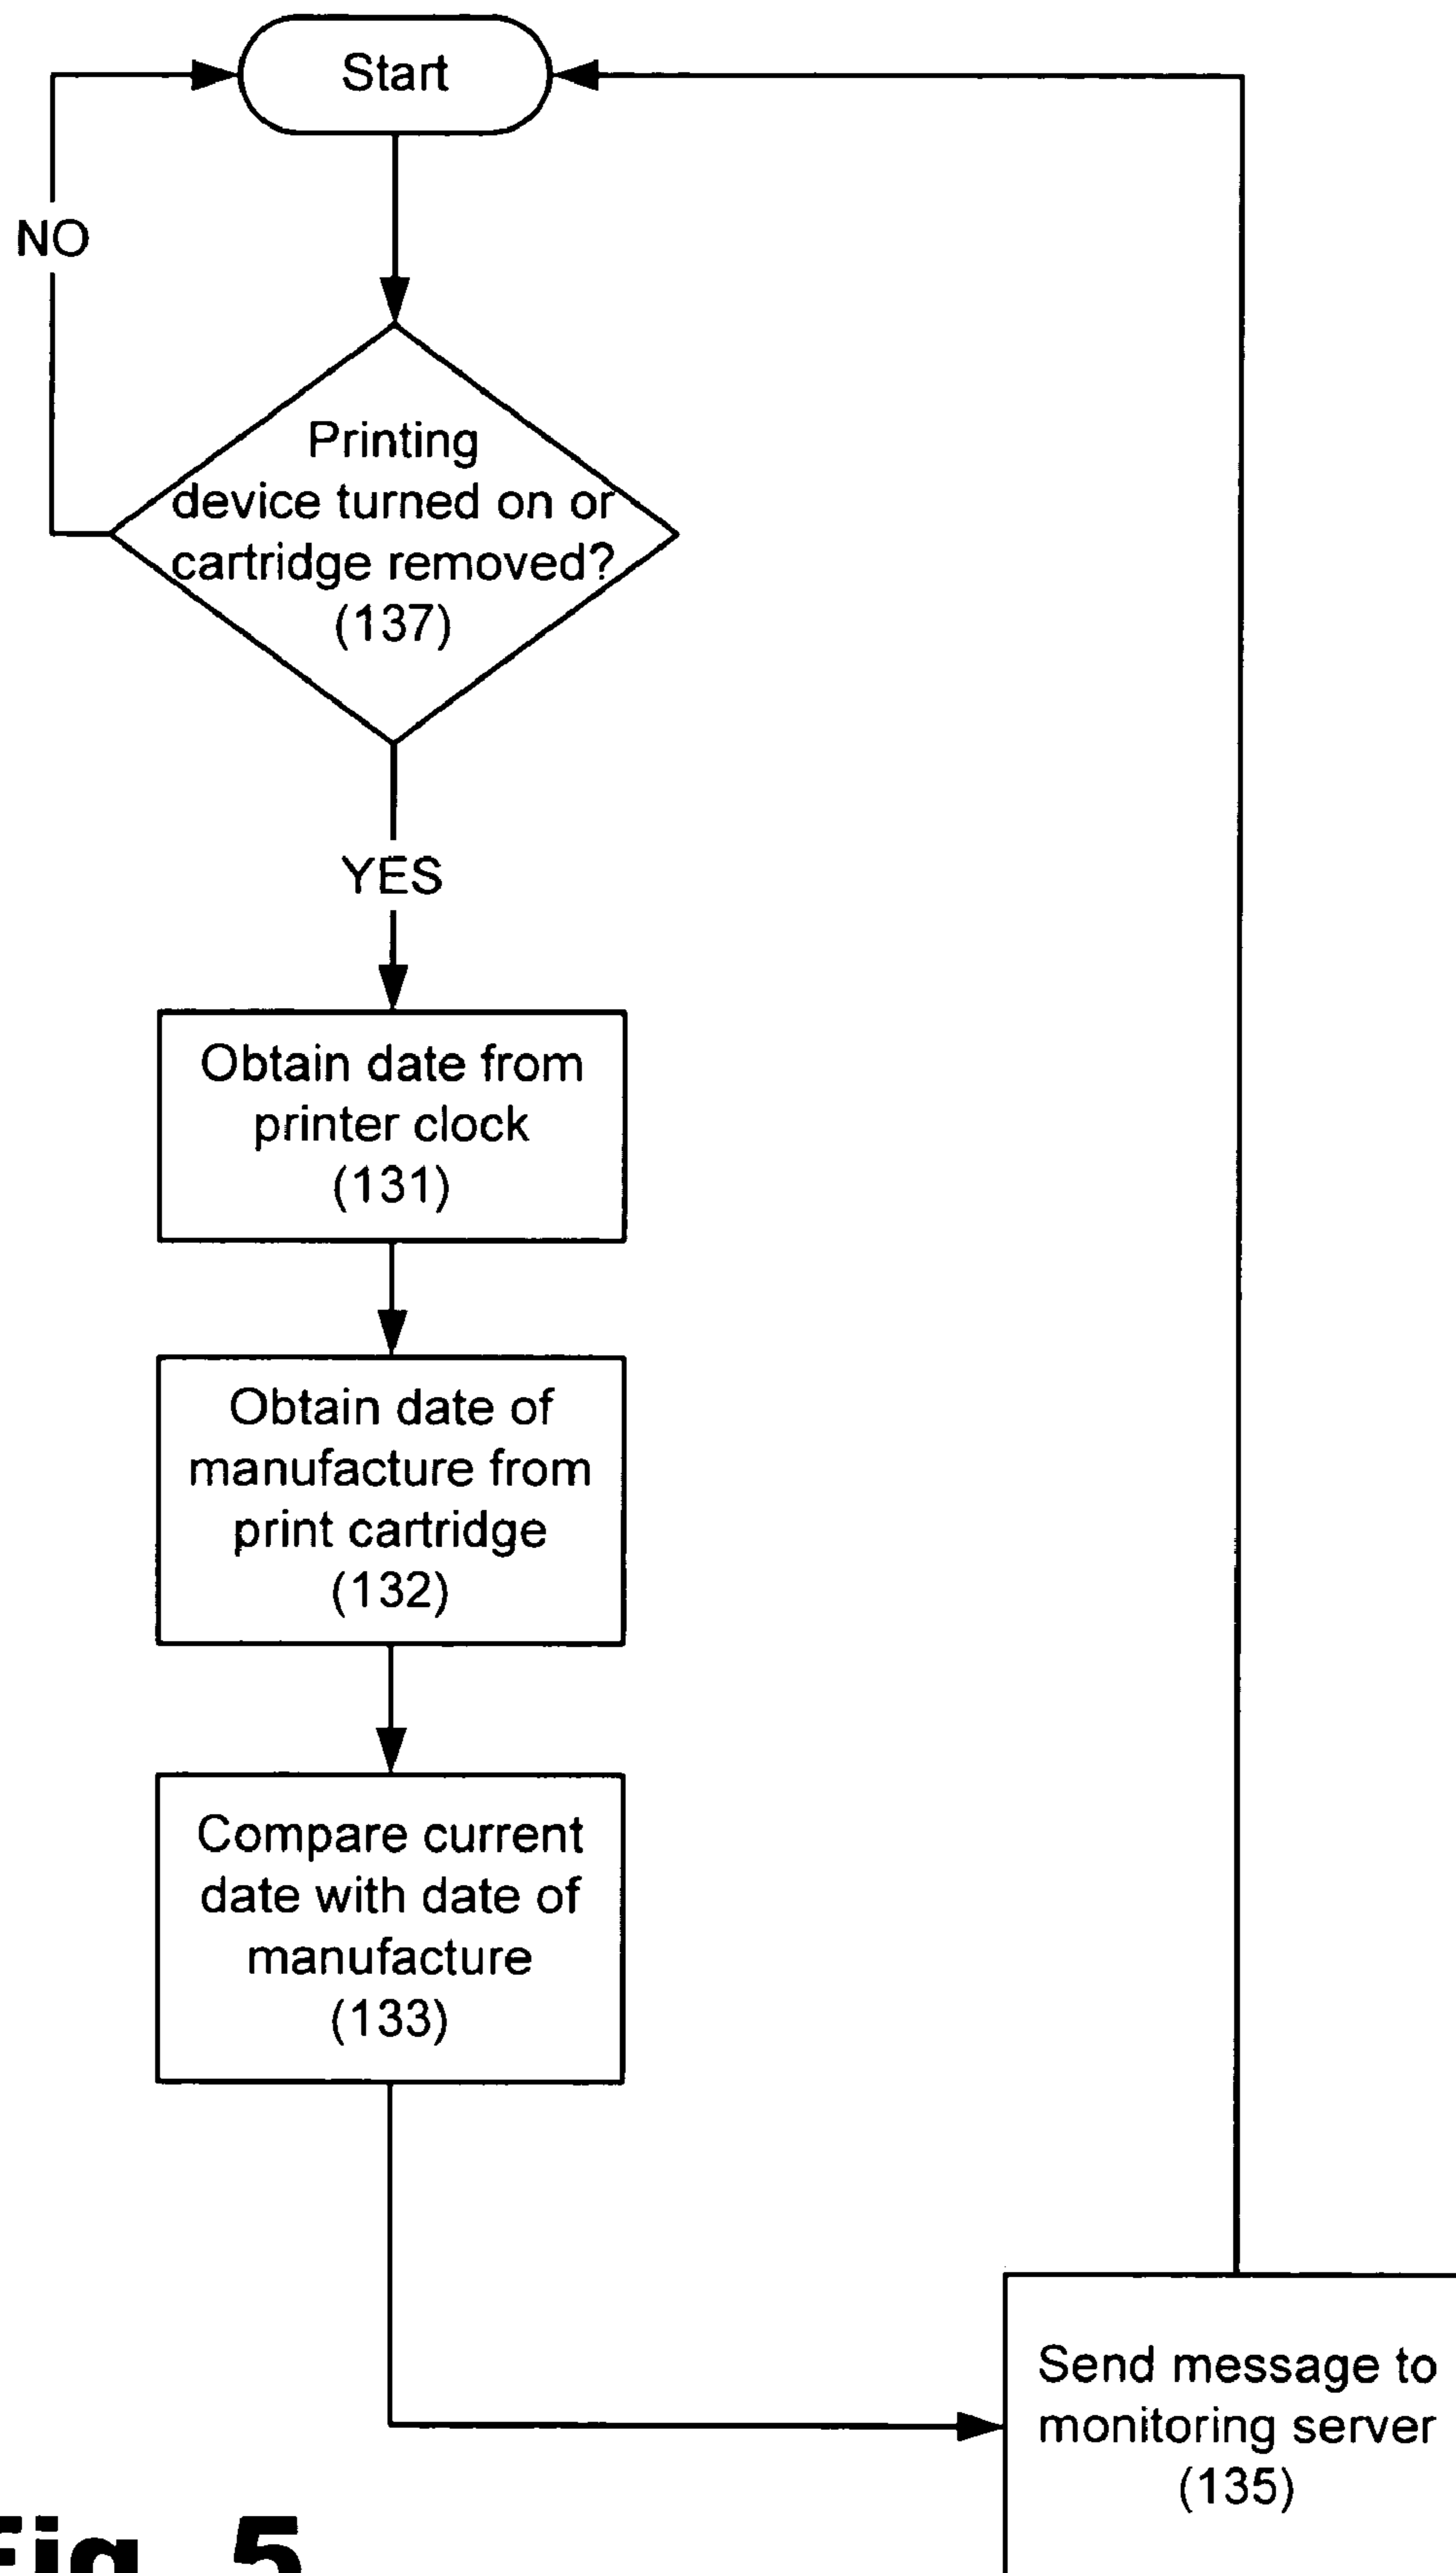 Start
NO
Printing
device turned on or
cartridge removed?
(137)
YES
Obtain date from
printer clock
(131)
Obtain date of
manufacture from
print cartridge
(132)
Compare current
date with date of
manufacture
(133)
Send message to
monitoring server
(135)
Fig. 5